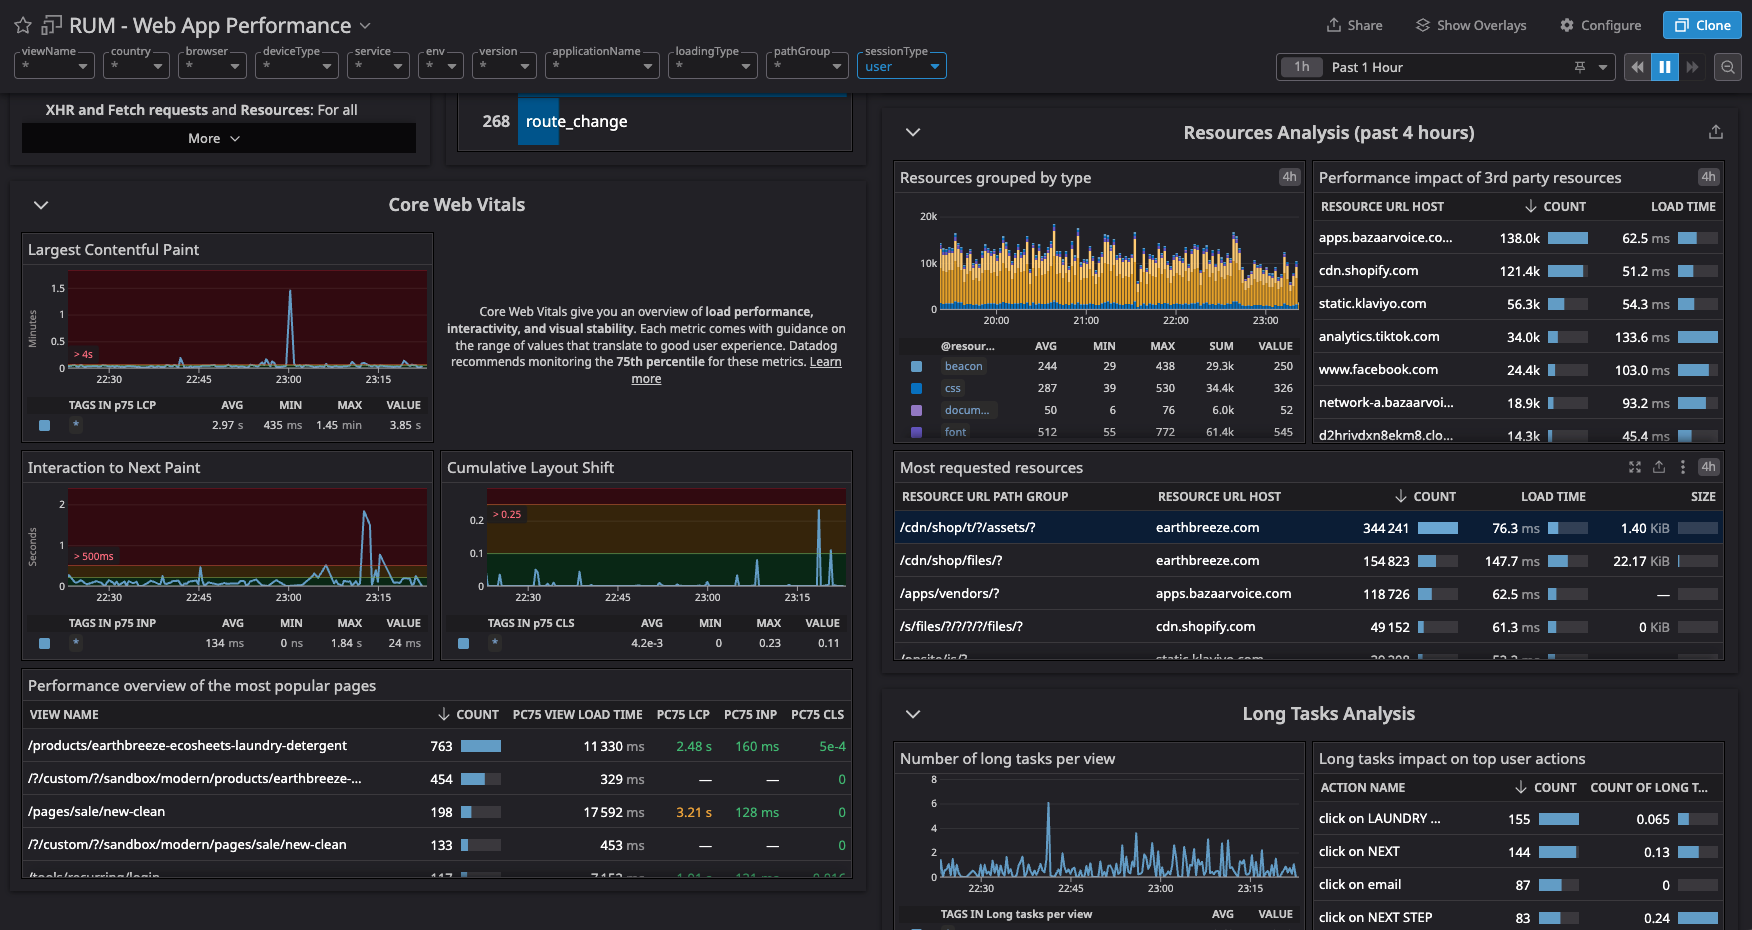 RUM - Web App Performance
Share
Show Overlays
Configure
Clone
viewName
*
country
*
browser
*
deviceType
*
service
*
env
*
version
*
applicationName
*
loadingType
*
pathGroup
*
sessionType
user
1h Past 1 Hour
XHR and Fetch requests and Resources: For all
More
268 route_change
Core Web Vitals
Largest Contentful Paint
Minutes
1.5
1
0.5
0
> 4s
22:30 22:45 23:00 23:15
TAGS IN p75 LCP AVG MIN MAX VALUE
* 2.97 s 435 ms 1.45 min 3.85 s
Core Web Vitals give you an overview of load performance,
interactivity, and visual stability. Each metric comes with guidance on
the range of values that translate to good user experience. Datadog
recommends monitoring the 75th percentile for these metrics. Learn
more
Interaction to Next Paint
Seconds
2
1
0
> 500ms
22:30 22:45 23:00 23:15
TAGS IN p75 INP AVG MIN MAX VALUE
* 134 ms 0 ns 1.84 s 24 ms
Cumulative Layout Shift
0.2
0.1
0
> 0.25
22:30 22:45 23:00 23:15
TAGS IN p75 CLS AVG MIN MAX VALUE
* 4.2e-3 0 0.23 0.11
Performance overview of the most popular pages
VIEW NAME COUNT PC75 VIEW LOAD TIME PC75 LCP PC75 INP PC75 CLS
/products/earthbreeze-ecosheets-laundry-detergent 763 11 330 ms 2.48 s 160 ms 5e-4
/?/custom/?/sandbox/modern/products/earthbreeze-... 454 329 ms — — 0
/pages/sale/new-clean 198 17 592 ms 3.21 s 128 ms 0
/?/custom/?/sandbox/modern/pages/sale/new-clean 133 453 ms — — 0
/tools/recurring/login
Resources Analysis (past 4 hours)
Resources grouped by type 4h
20k
10k
0
20:00 21:00 22:00 23:00
@resour... AVG MIN MAX SUM VALUE
beacon 244 29 438 29.3k 250
css 287 39 530 34.4k 326
docum... 50 6 76 6.0k 52
font 512 55 772 61.4k 545
Performance impact of 3rd party resources 4h
RESOURCE URL HOST COUNT LOAD TIME
apps.bazaarvoice.co... 138.0k 62.5 ms
cdn.shopify.com 121.4k 51.2 ms
static.klaviyo.com 56.3k 54.3 ms
analytics.tiktok.com 34.0k 133.6 ms
www.facebook.com 24.4k 103.0 ms
network-a.bazaarvoi... 18.9k 93.2 ms
d2hrivdxn8ekm8.clo... 14.3k 45.4 ms
Most requested resources 4h
RESOURCE URL PATH GROUP RESOURCE URL HOST COUNT LOAD TIME SIZE
/cdn/shop/t/?/assets/? earthbreeze.com 344 241 76.3 ms 1.40 KiB
/cdn/shop/files/? earthbreeze.com 154 823 147.7 ms 22.17 KiB
/apps/vendors/? apps.bazaarvoice.com 118 726 62.5 ms —
/s/files/?/?/?/?/files/? cdn.shopify.com 49 152 61.3 ms 0 KiB
/onsite/js/? static.klaviyo.com
Long Tasks Analysis
Number of long tasks per view
8
6
4
2
0
22:30 22:45 23:00 23:15
TAGS IN Long tasks per view AVG VALUE
Long tasks impact on top user actions
ACTION NAME COUNT COUNT OF LONG T...
click on LAUNDRY ... 155 0.065
click on NEXT 144 0.13
click on email 87 0
click on NEXT STEP 83 0.24